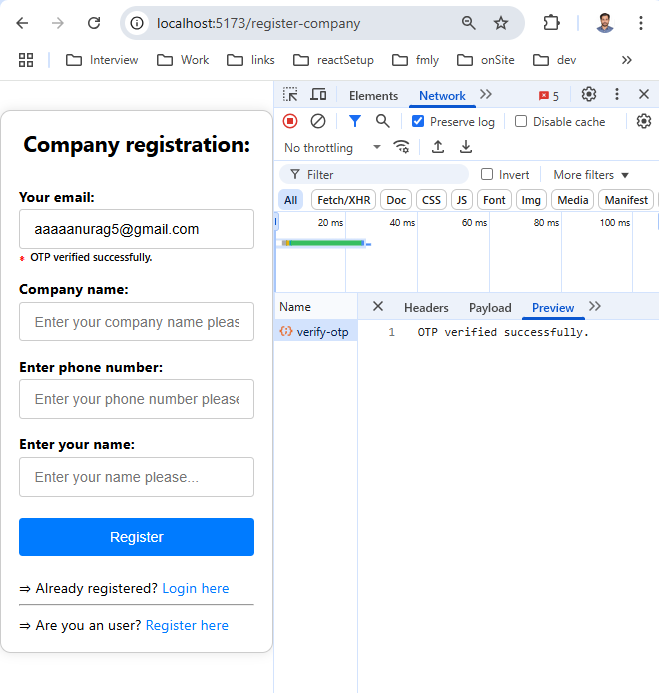 localhost:5173/register-company
Interview
Work
links
reactSetup
fmly
onSite
dev
Company registration:
Your email:
aaaaanurag5@gmail.com
* OTP verified successfully.
Company name:
Enter your company name pleas
Enter phone number:
Enter your phone number please
Enter your name:
Enter your name please...
Register
⇒ Already registered? Login here
⇒ Are you an user? Register here
Elements
Network
5
Preserve log
Disable cache
No throttling
Filter
Invert
More filters
All
Fetch/XHR
Doc
CSS
JS
Font
Img
Media
Manifest
20 ms
40 ms
60 ms
80 ms
100 ms
Name
Headers
Payload
Preview
verify-otp
1 OTP verified successfully.